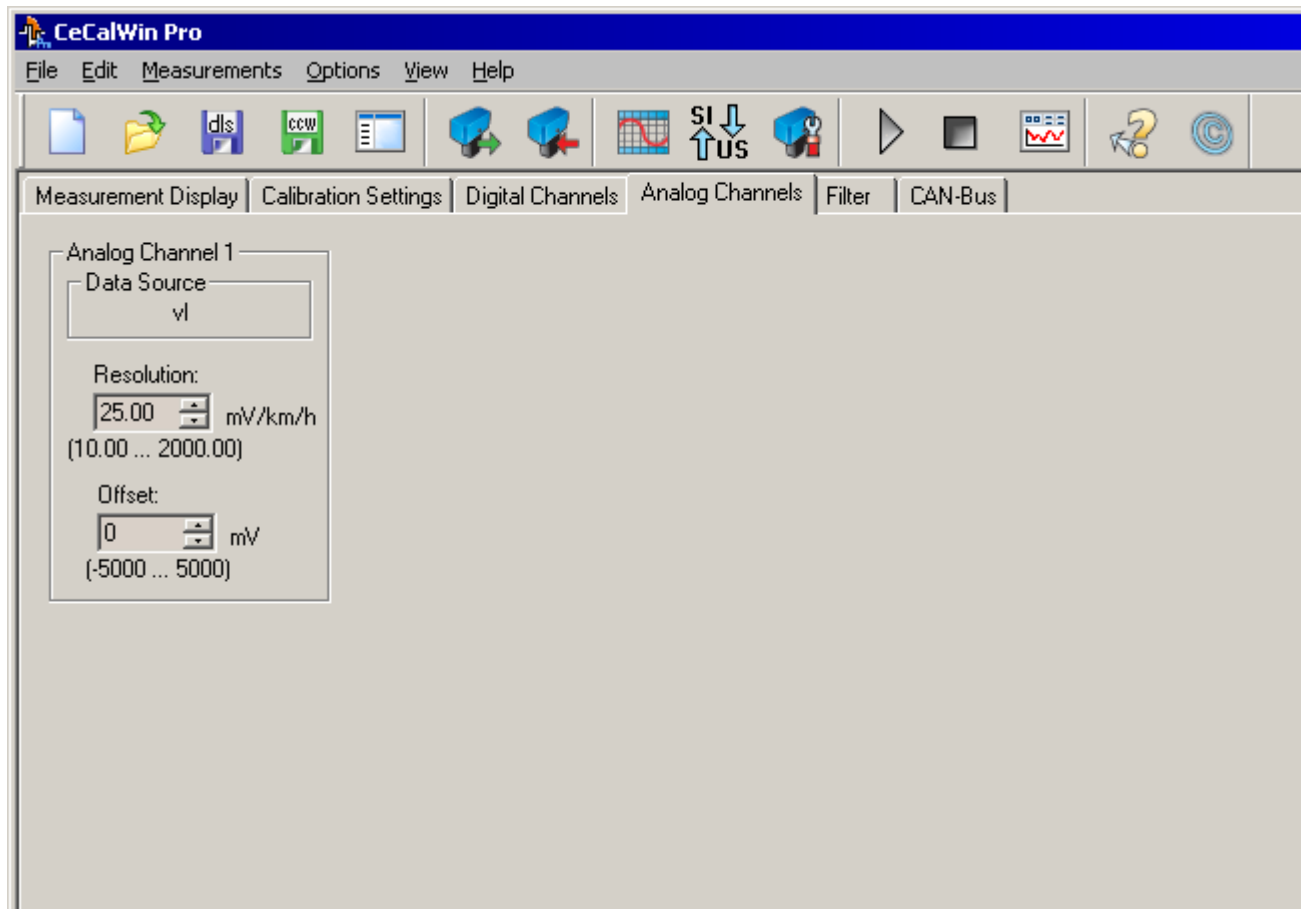 CeCalWin Pro
File Edit Measurements Options View Help
dls ccw SI US
Measurement Display Calibration Settings Digital Channels Analog Channels Filter CAN-Bus
Analog Channel 1
Data Source
vl
Resolution:
25.00 mV/km/h
(10.00 ... 2000.00)
Offset:
0 mV
(-5000 ... 5000)